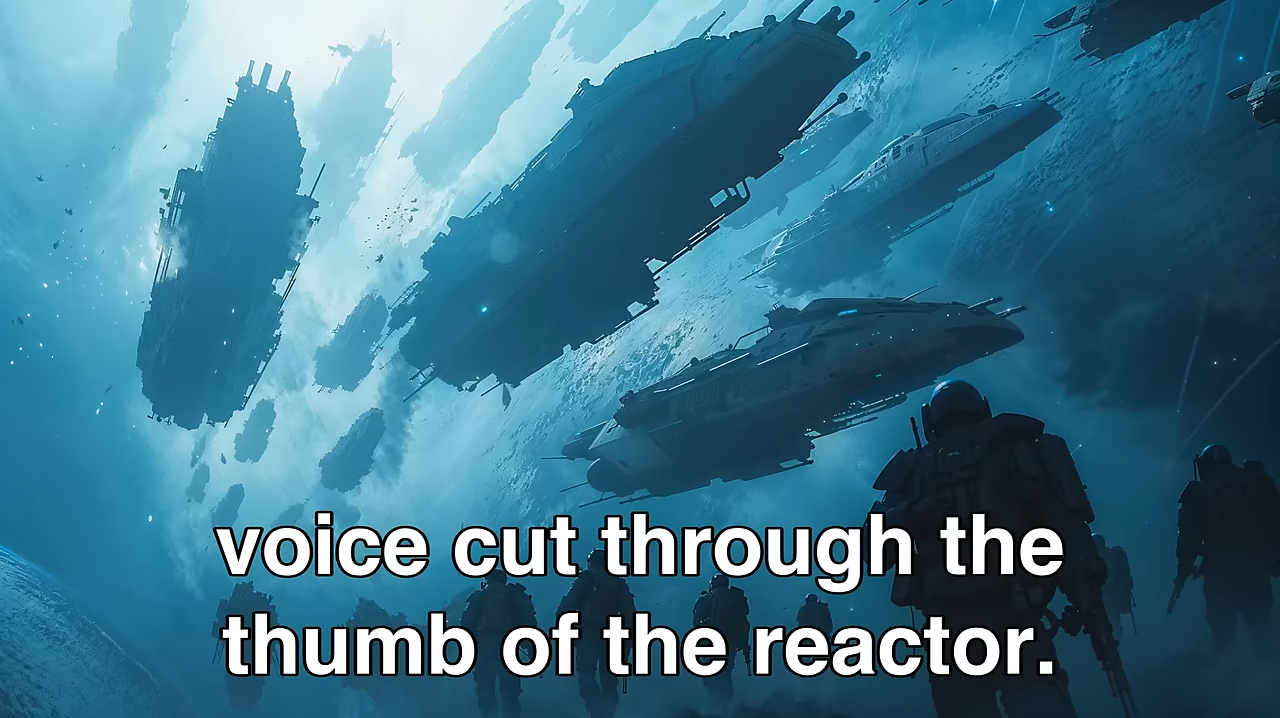 voice cut through the
thumb of the reactor.